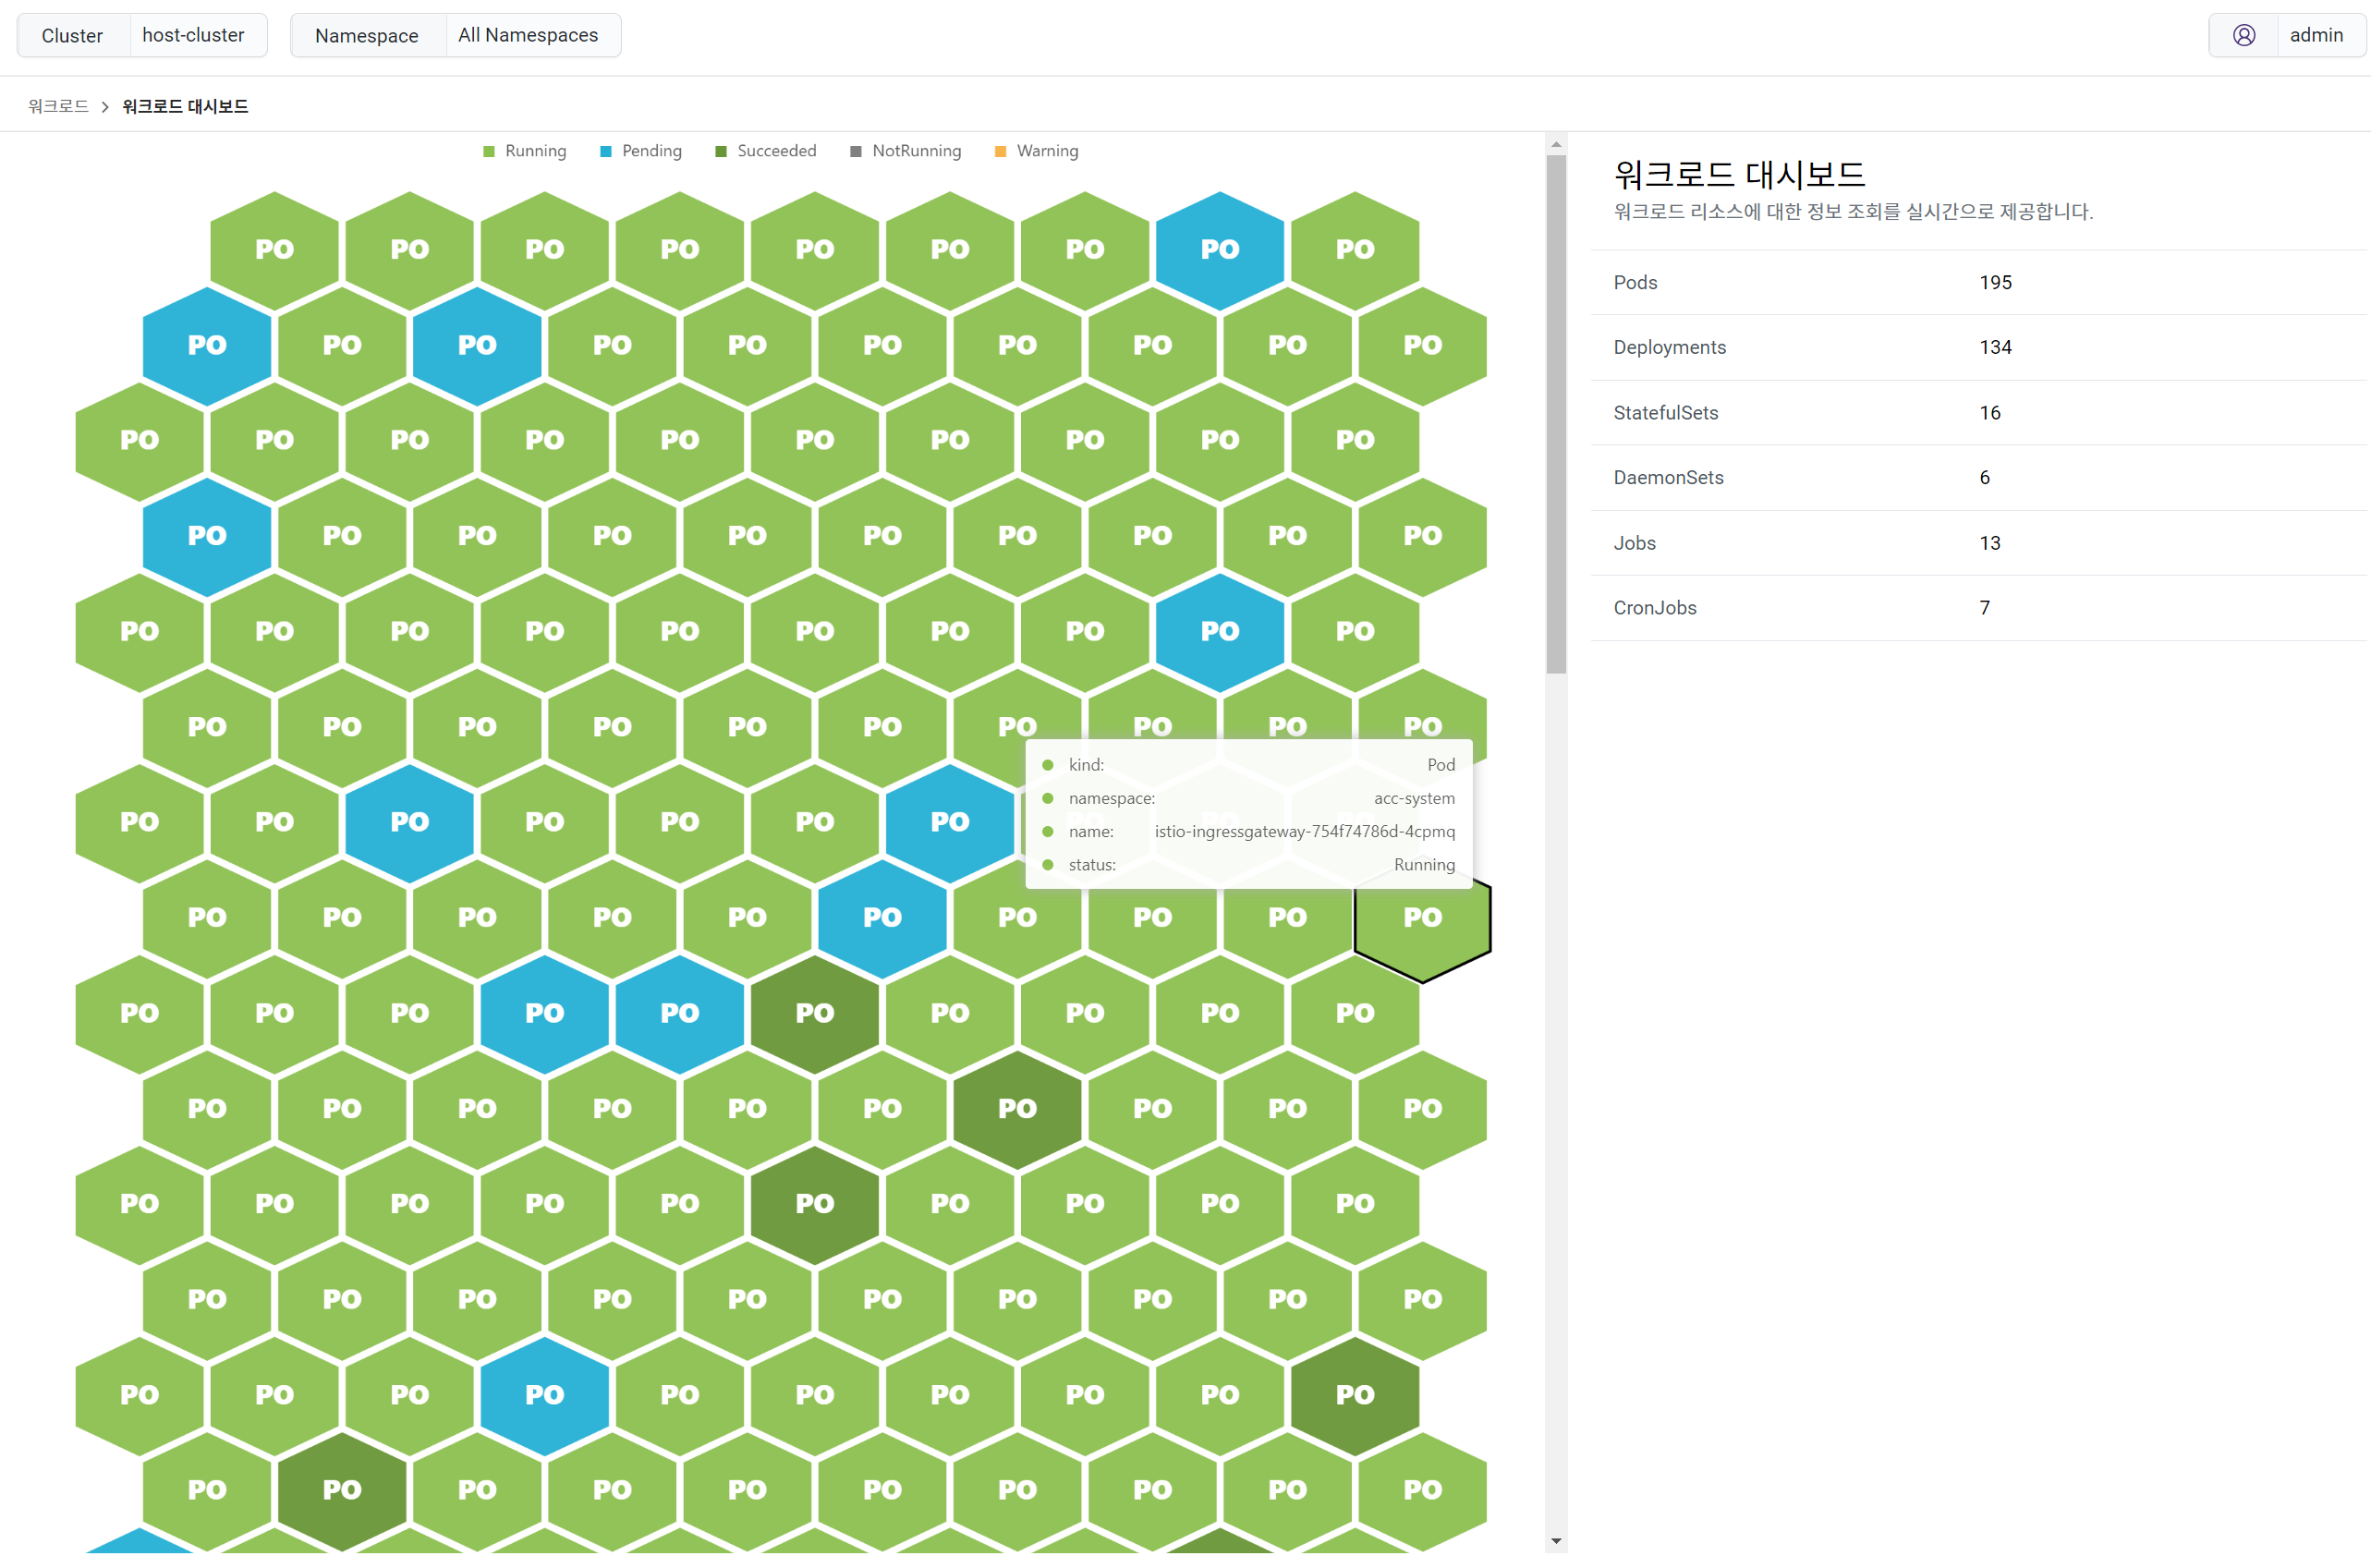 Cluster host-cluster Namespace All Namespaces admin
워크로드 > 워크로드 대시보드
Running Pending Succeeded NotRunning Warning
PO PO PO PO PO PO PO PO PO
PO PO PO PO PO PO PO PO PO PO
PO PO PO PO PO PO PO PO PO PO
PO PO PO PO PO PO PO PO PO PO
PO PO PO PO PO PO PO PO PO PO
PO PO PO PO PO PO PO PO PO PO
PO PO PO PO PO PO PO
kind: Pod
namespace: acc-system
name: istio-ingressgateway-754f74786d-4cpmq
status: Running
PO PO PO PO PO PO PO PO PO PO
PO PO PO PO PO PO PO PO PO PO
PO PO PO PO PO PO PO PO PO PO
PO PO PO PO PO PO PO PO PO PO
PO PO PO PO PO PO PO PO PO PO
PO PO PO PO PO PO PO PO PO PO
PO PO PO PO PO PO PO PO PO PO
워크로드 대시보드
워크로드 리소스에 대한 정보 조회를 실시간으로 제공합니다.
Pods 195
Deployments 134
StatefulSets 16
DaemonSets 6
Jobs 13
CronJobs 7